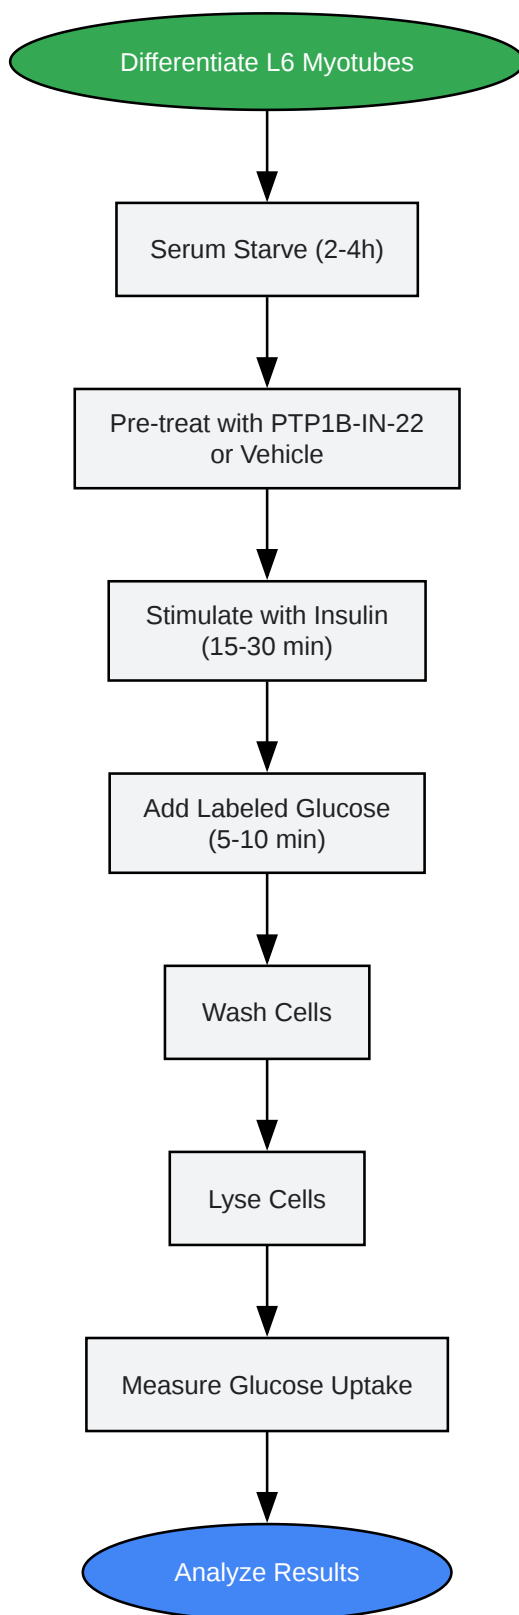 Differentiate L6 Myotubes
Serum Starve (2-4h)
Pre-treat with PTP1B-IN-22
or Vehicle
Stimulate with Insulin
(15-30 min)
Add Labeled Glucose
(5-10 min)
Wash Cells
Lyse Cells
Measure Glucose Uptake
Analyze Results